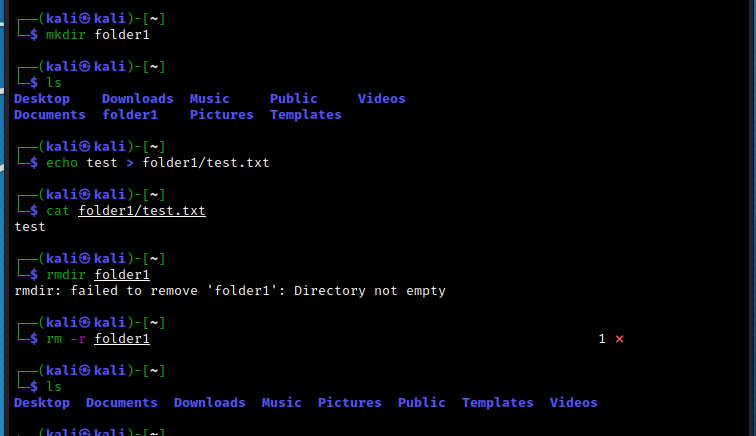 ┌──(kali㉿kali)-[~]
└─$ mkdir folder1
┌──(kali㉿kali)-[~]
└─$ ls
Desktop    Downloads  Music     Public     Videos
Documents  folder1    Pictures  Templates
┌──(kali㉿kali)-[~]
└─$ echo test > folder1/test.txt
┌──(kali㉿kali)-[~]
└─$ cat folder1/test.txt
test
┌──(kali㉿kali)-[~]
└─$ rmdir folder1
rmdir: failed to remove 'folder1': Directory not empty
┌──(kali㉿kali)-[~]
└─$ rm -r folder1                                                        1 ⨯
┌──(kali㉿kali)-[~]
└─$ ls
Desktop  Documents  Downloads  Music  Pictures  Public  Templates  Videos
┌──(kali㉿kali)-[~]